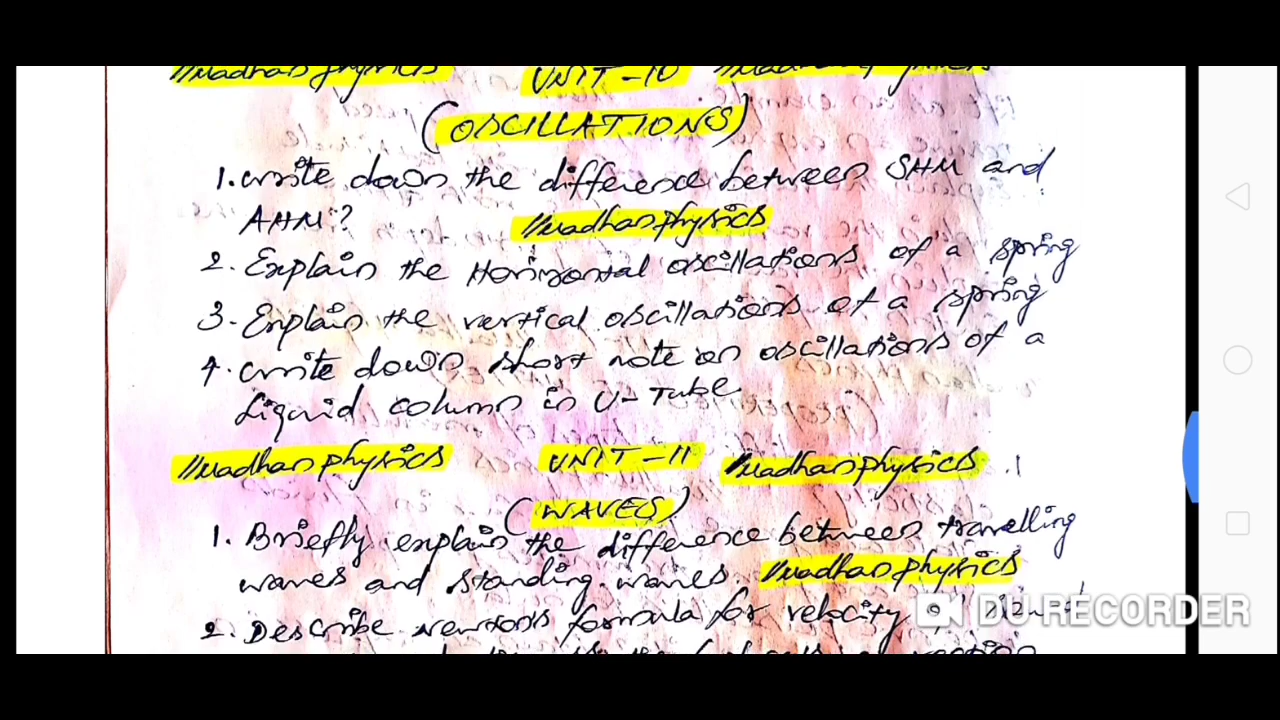 Madhanphysics UNIT-10 Madhanphysics
(OSCILLATIONS)
1. Write down the difference between SHM and
AHM? Madhanphysics
2. Explain the Horizontal oscillations of a spring
3. Explain the vertical oscillations of a spring
4. Write down short note on oscillations of a
Liquid column in U-Tube
Madhanphysics UNIT-11 Madhanphysics
(WAVES)
1. Briefly explain the difference between travelling
waves and standing waves. Madhanphysics
2. Describe newtons formula for velocity of sound
DU RECORDER